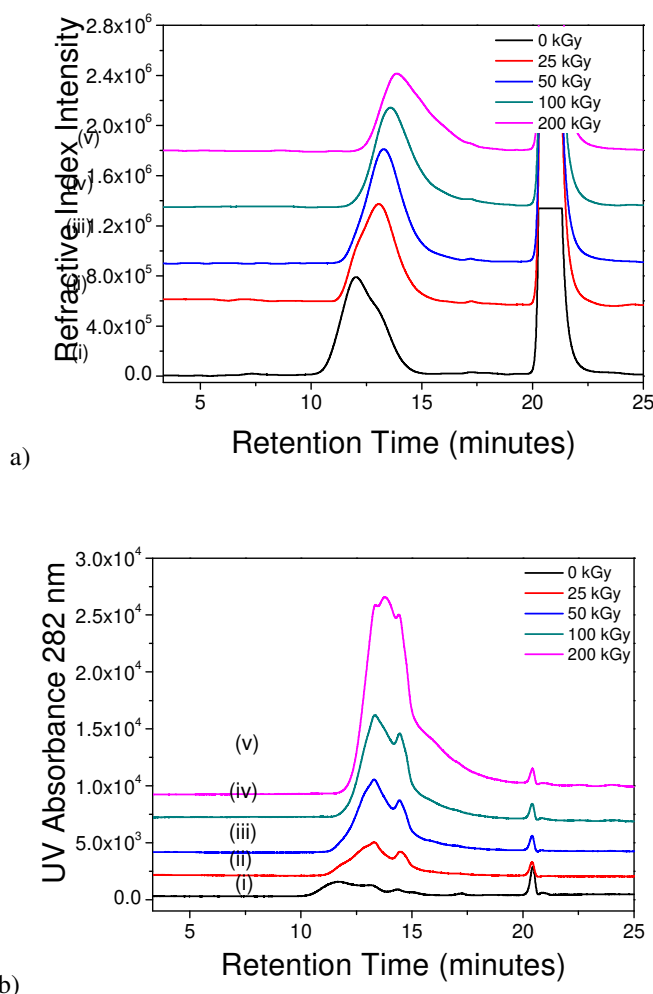 2.8x10⁶
2.4x10⁶
2.0x10⁶
1.6x10⁶
1.2x10⁶
8.0x10⁵
4.0x10⁵
0.0
Refractive Index Intensity
(v)
(iii)
(i)
0 kGy
25 kGy
50 kGy
100 kGy
200 kGy
5 10 15 20 25
Retention Time (minutes)
a)
3.0x10⁴
2.5x10⁴
2.0x10⁴
1.5x10⁴
1.0x10⁴
5.0x10³
0.0
UV Absorbance 282 nm
0 kGy
25 kGy
50 kGy
100 kGy
200 kGy
(v)
(iv)
(iii)
(ii)
(i)
5 10 15 20 25
Retention Time (minutes)
b)